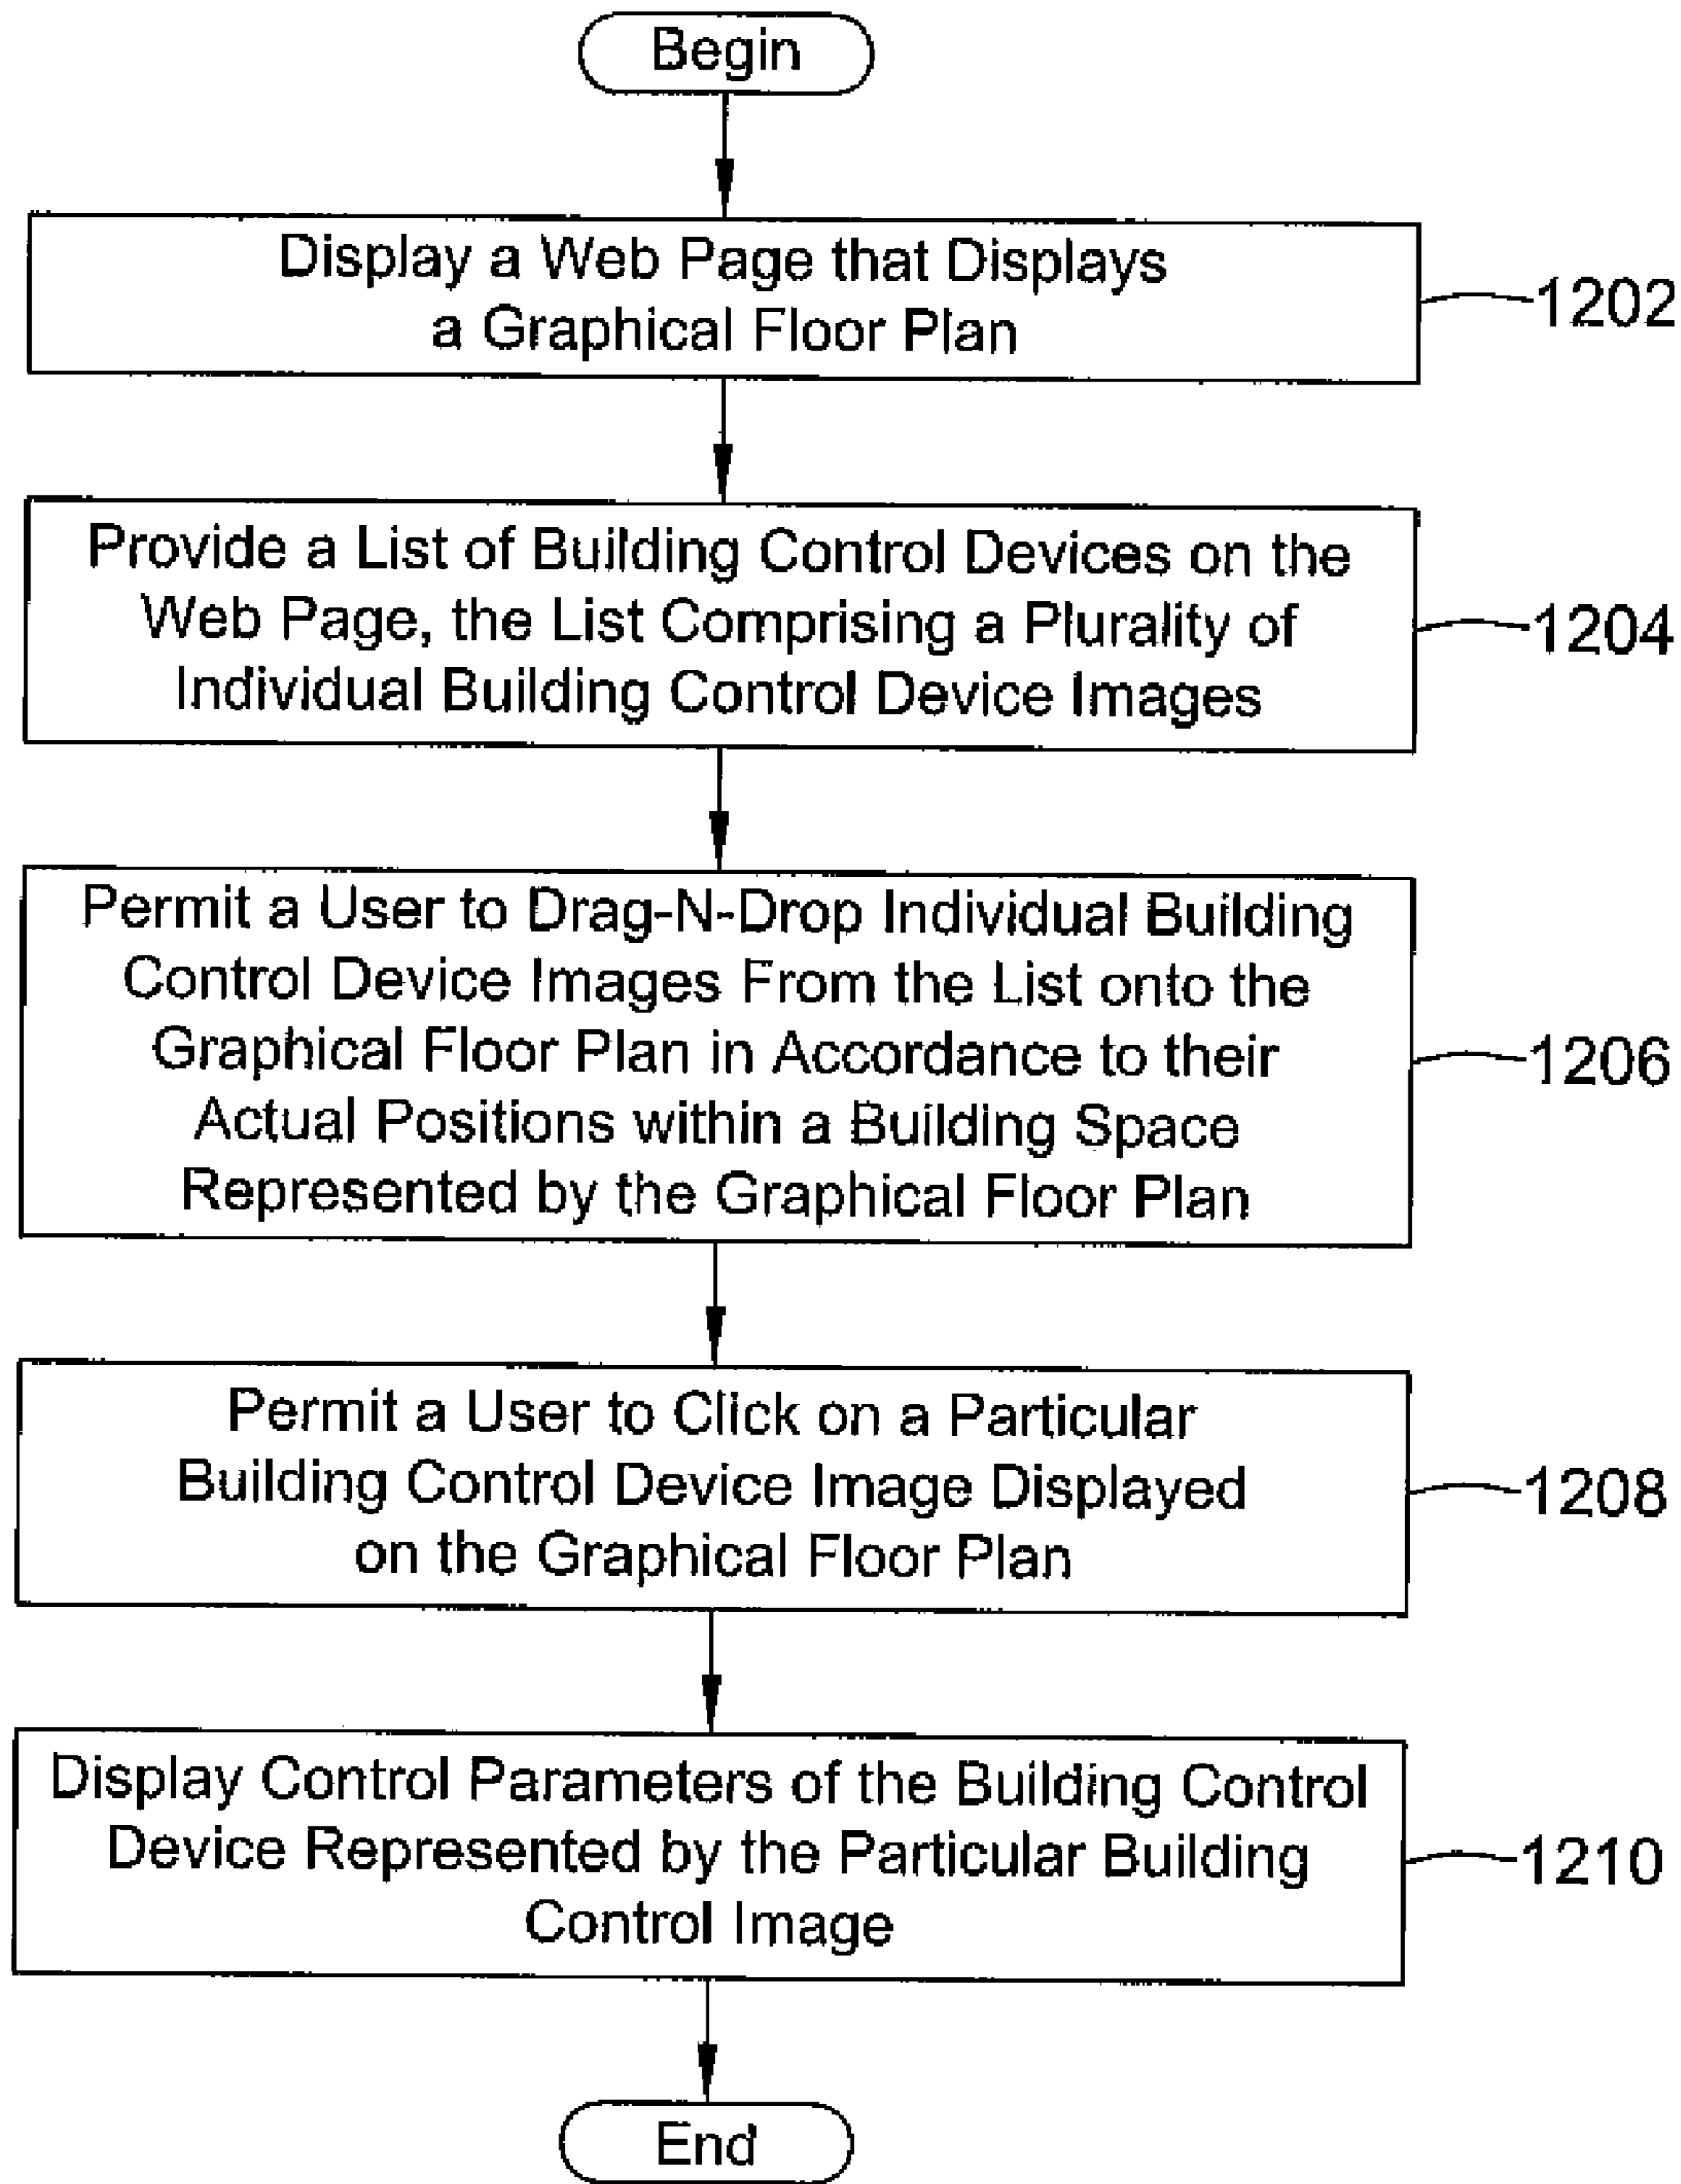 Begin
Display a Web Page that Displays
a Graphical Floor Plan
1202
Provide a List of Building Control Devices on the
Web Page, the List Comprising a Plurality of
Individual Building Control Device Images
1204
Permit a User to Drag-N-Drop Individual Building
Control Device Images From the List onto the
Graphical Floor Plan in Accordance to their
Actual Positions within a Building Space
Represented by the Graphical Floor Plan
1206
Permit a User to Click on a Particular
Building Control Device Image Displayed
on the Graphical Floor Plan
1208
Display Control Parameters of the Building Control
Device Represented by the Particular Building
Control Image
1210
End